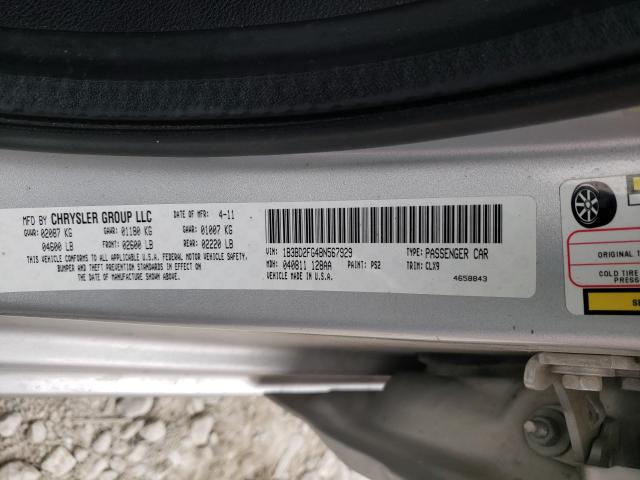 MFD BY CHRYSLER GROUP LLC DATE OF MFR: 4-11
GVWR: 02087 KG GAWR: 01180 KG GAWR: 01007 KG
04600 LB FRONT: 02600 LB REAR: 02220 LB
THIS VEHICLE CONFORMS TO ALL APPLICABLE U.S.A. FEDERAL MOTOR VEHICLE SAFETY,
BUMPER AND THEFT PREVENTION STANDARDS IN EFFECT ON
THE DATE OF MANUFACTURE SHOWN ABOVE.
VIN: 1B3BD2FG4BN567929 TYPE: PASSENGER CAR
MDH: 040811 128AA PAINT: PS2 TRIM: CLX9
VEHICLE MADE IN U.S.A. 4658843
ORIGINAL
COLD TIRE
PRESS